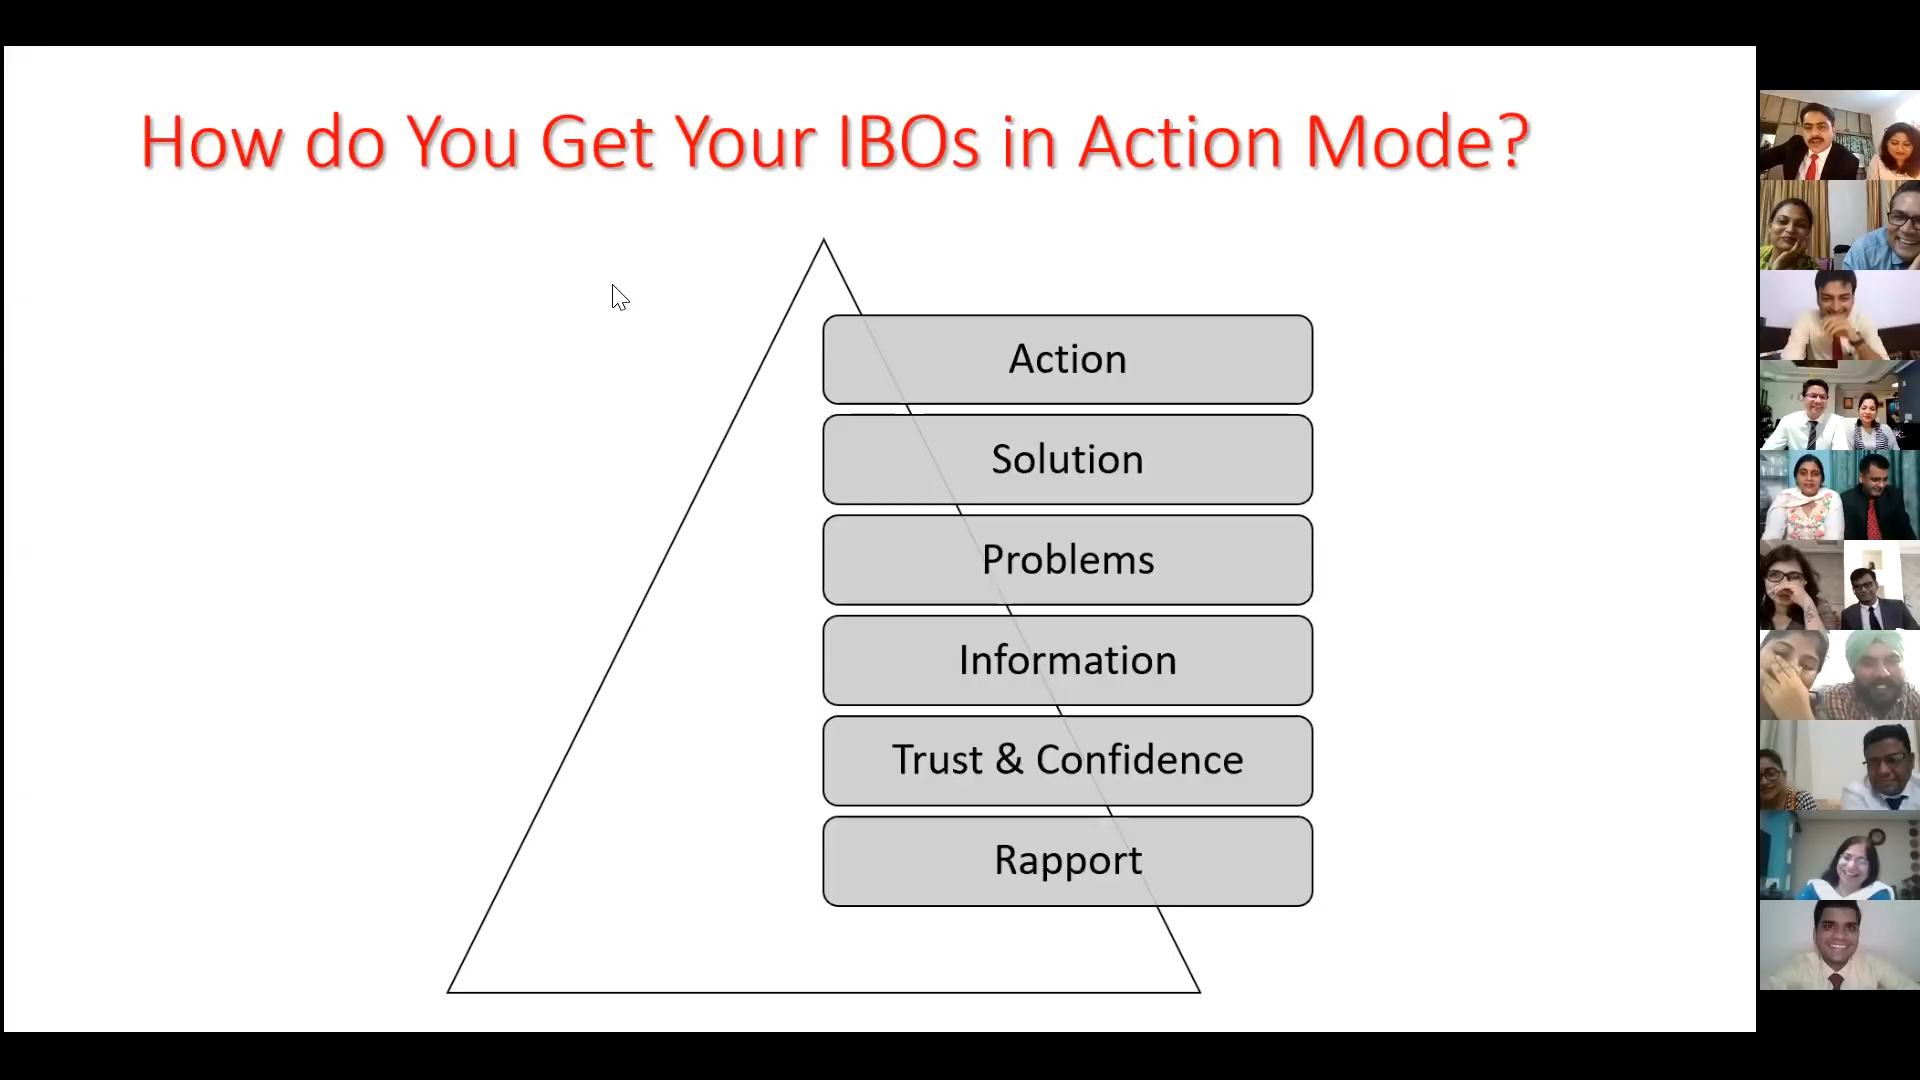 How do You Get Your IBOs in Action Mode?
Action
Solution
Problems
Information
Trust & Confidence
Rapport